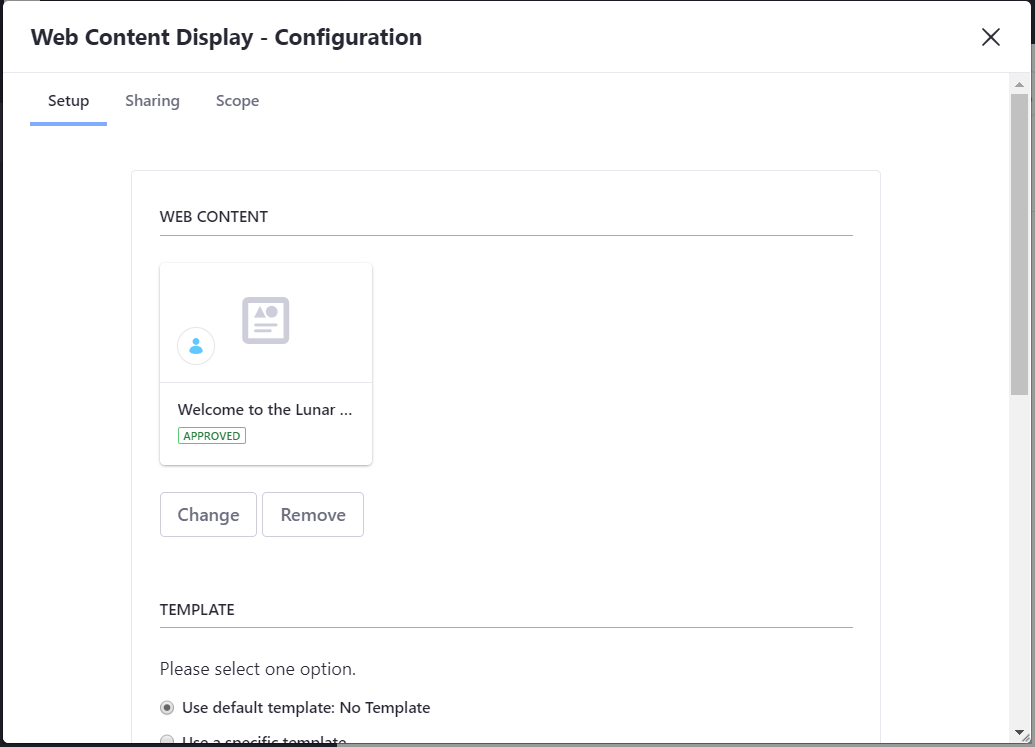 Web Content Display - Configuration
Setup Sharing Scope
WEB CONTENT
Welcome to the Lunar ...
APPROVED
Change Remove
TEMPLATE
Please select one option.
Use default template: No Template
Use a specific template